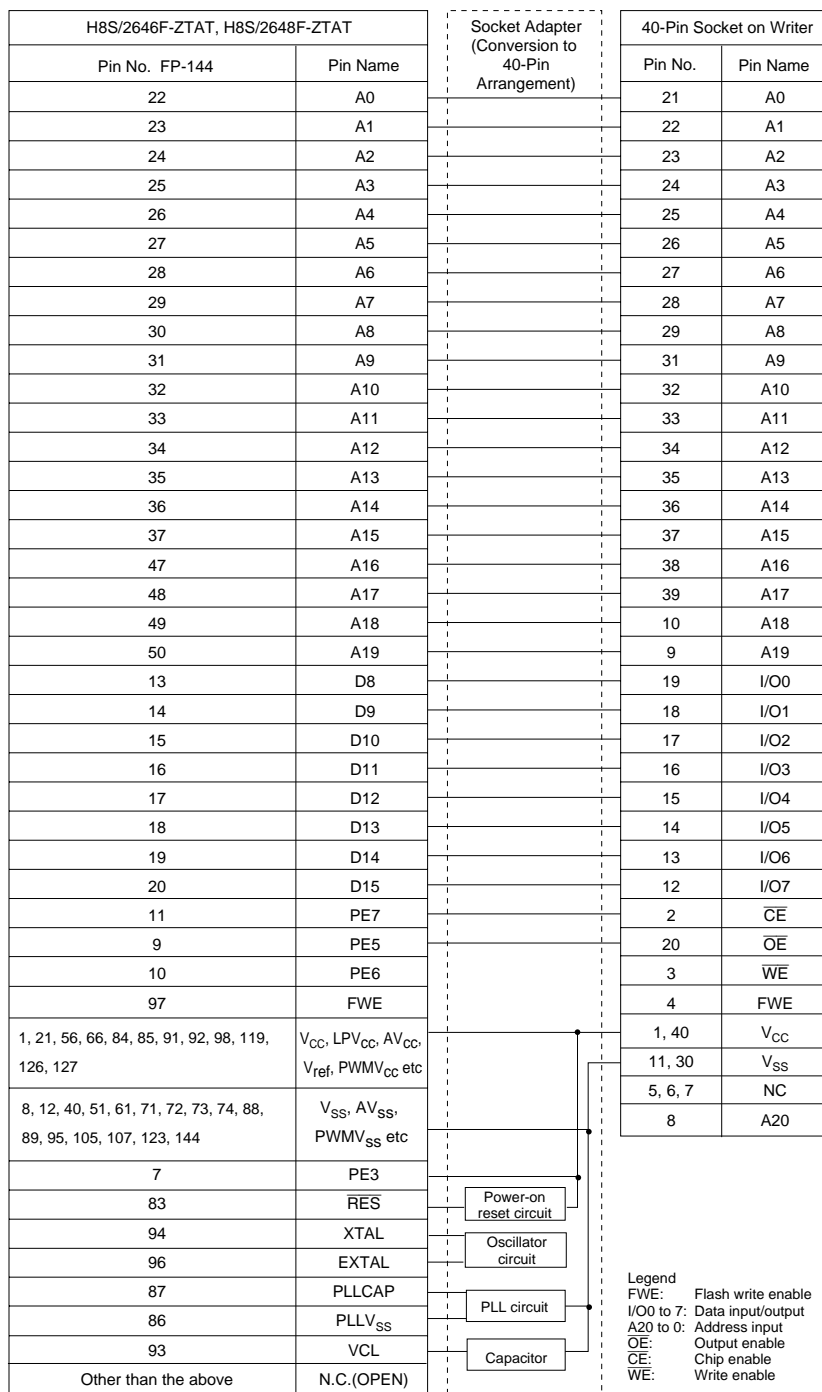 H8S/2646F-ZTAT, H8S/2648F-ZTAT
Pin No. FP-144 Pin Name
22 A0
23 A1
24 A2
25 A3
26 A4
27 A5
28 A6
29 A7
30 A8
31 A9
32 A10
33 A11
34 A12
35 A13
36 A14
37 A15
47 A16
48 A17
49 A18
50 A19
13 D8
14 D9
15 D10
16 D11
17 D12
18 D13
19 D14
20 D15
11 PE7
9 PE5
10 PE6
97 FWE
1, 21, 56, 66, 84, 85, 91, 92, 98, 119,
126, 127
VCC, LPVCC, AVCC,
Vref, PWMVCC etc
8, 12, 40, 51, 61, 71, 72, 73, 74, 88,
89, 95, 105, 107, 123, 144
VSS, AVSS,
PWMVSS etc
7 PE3
83 R̅E̅S̅
94 XTAL
96 EXTAL
87 PLLCAP
86 PLLVSS
93 VCL
Other than the above N.C.(OPEN)
Socket Adapter
(Conversion to
40-Pin
Arrangement)
Power-on
reset circuit
Oscillator
circuit
PLL circuit
Capacitor
40-Pin Socket on Writer
Pin No. Pin Name
21 A0
22 A1
23 A2
24 A3
25 A4
26 A5
27 A6
28 A7
29 A8
31 A9
32 A10
33 A11
34 A12
35 A13
36 A14
37 A15
38 A16
39 A17
10 A18
9 A19
19 I/O0
18 I/O1
17 I/O2
16 I/O3
15 I/O4
14 I/O5
13 I/O6
12 I/O7
2 C̅E̅
20 O̅E̅
3 W̅E̅
4 FWE
1, 40 VCC
11, 30 VSS
5, 6, 7 NC
8 A20
Legend
FWE: Flash write enable
I/O0 to 7: Data input/output
A20 to 0: Address input
O̅E̅: Output enable
C̅E̅: Chip enable
W̅E̅: Write enable